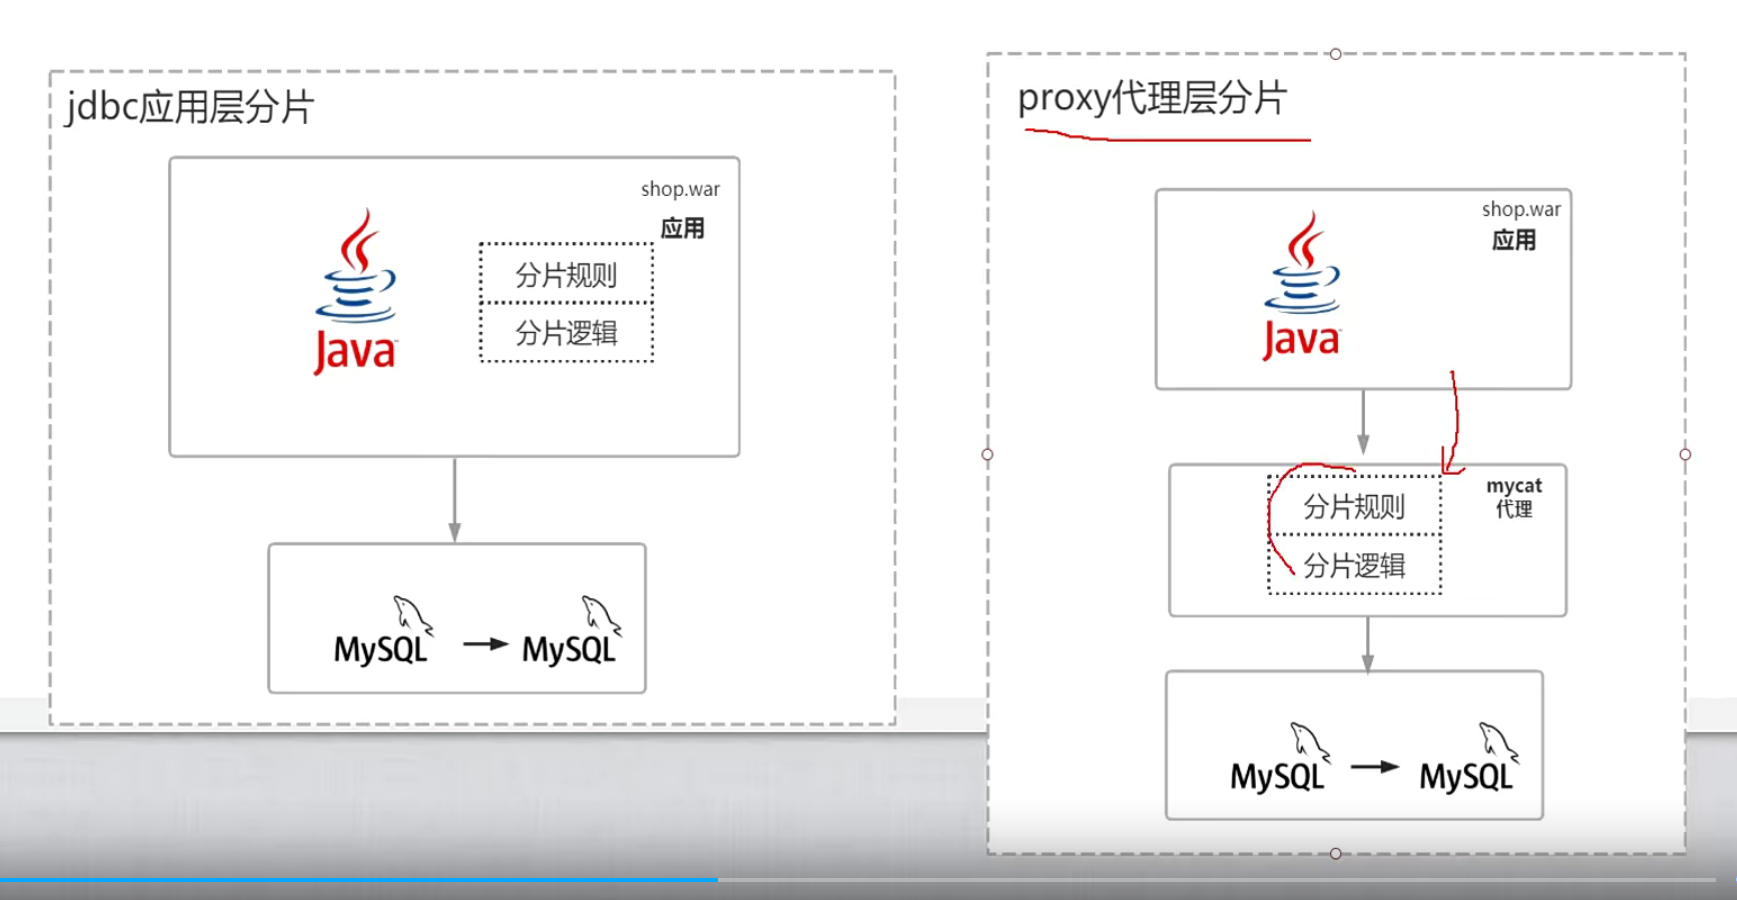 jdbc应用层分片
shop.war
应用
分片规则
分片逻辑
Java
MySQL
MySQL
proxy代理层分片
shop.war
应用
Java
分片规则
分片逻辑
mycat
代理
MySQL
MySQL